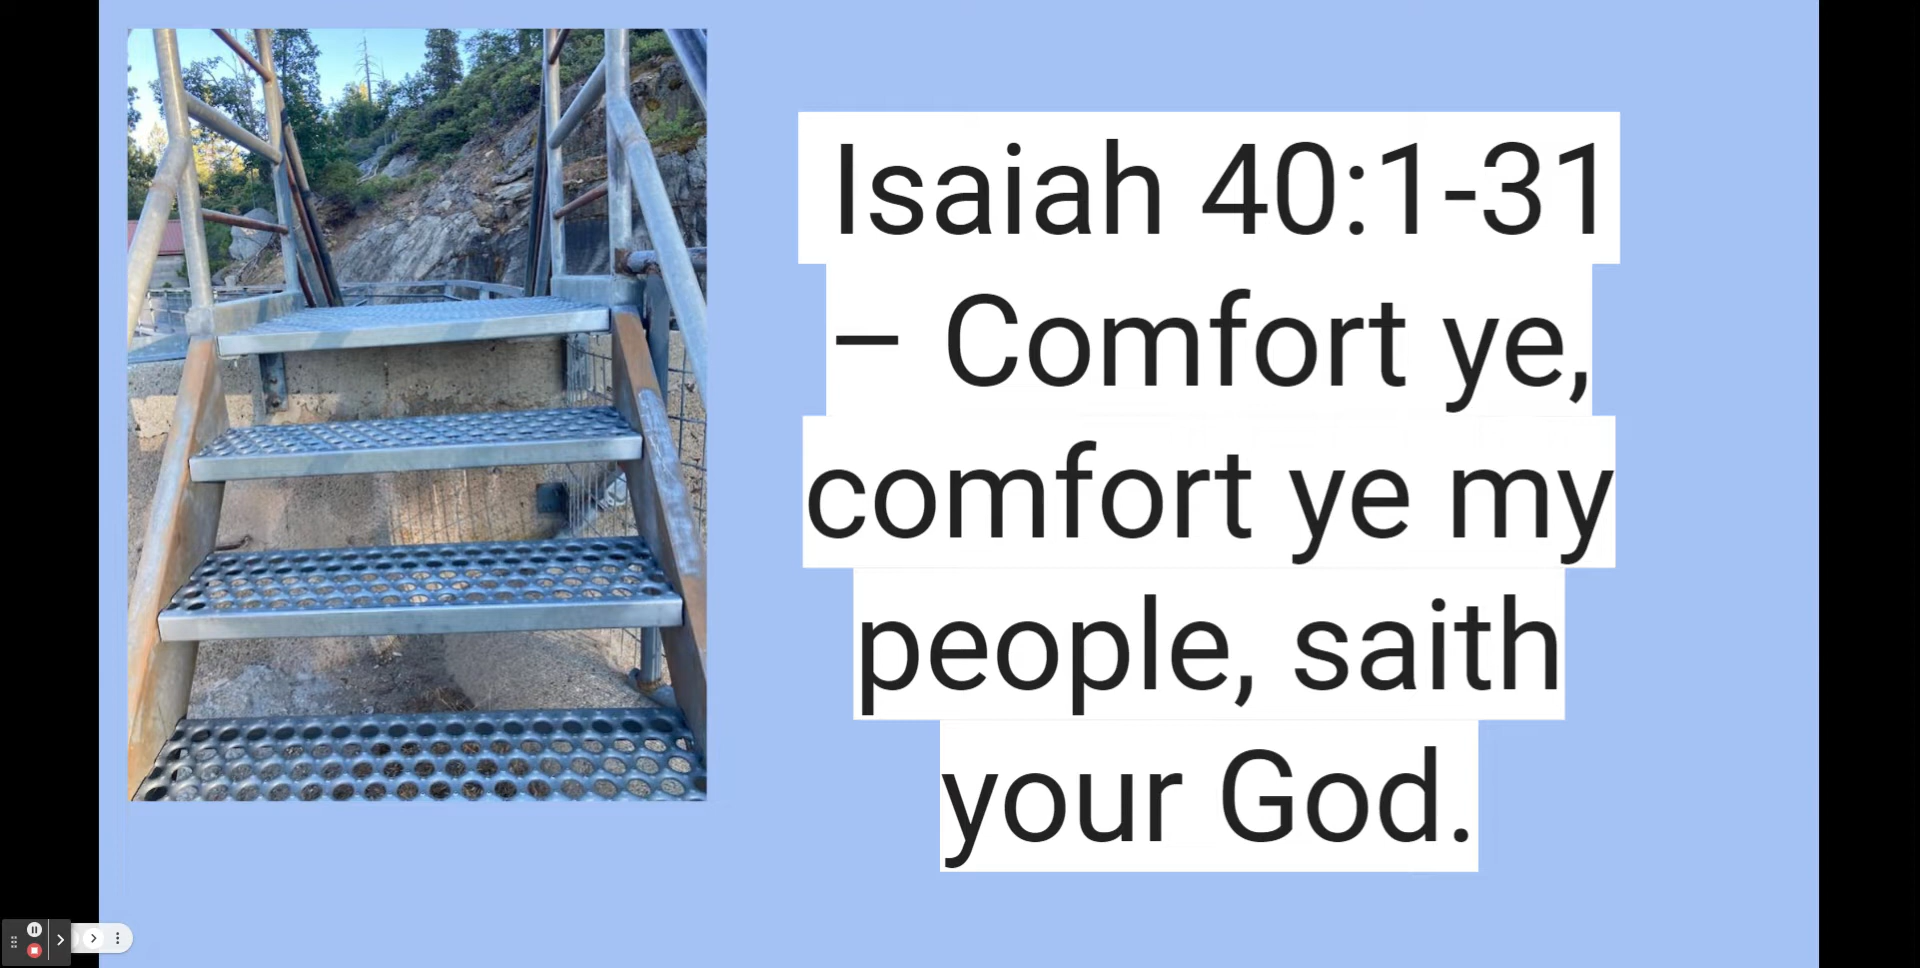 Isaiah 40:1-31
– Comfort ye,
comfort ye my
people, saith
your God.